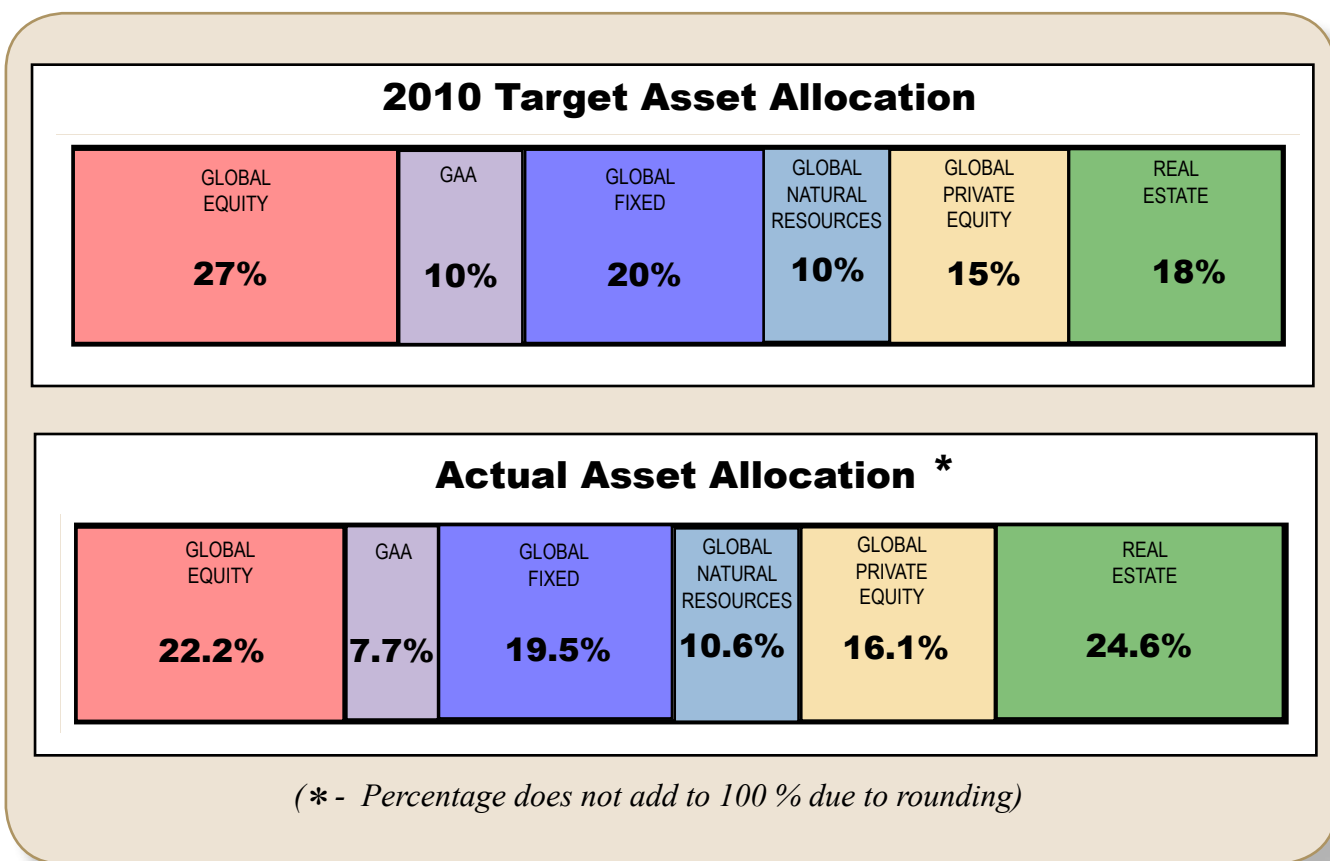 2010 Target Asset Allocation
GLOBAL
EQUITY
27%
GAA
10%
GLOBAL
FIXED
20%
GLOBAL
NATURAL
RESOURCES
10%
GLOBAL
PRIVATE
EQUITY
15%
REAL
ESTATE
18%
Actual Asset Allocation *
GLOBAL
EQUITY
22.2%
GAA
7.7%
GLOBAL
FIXED
19.5%
GLOBAL
NATURAL
RESOURCES
10.6%
GLOBAL
PRIVATE
EQUITY
16.1%
REAL
ESTATE
24.6%
(* - Percentage does not add to 100 % due to rounding)